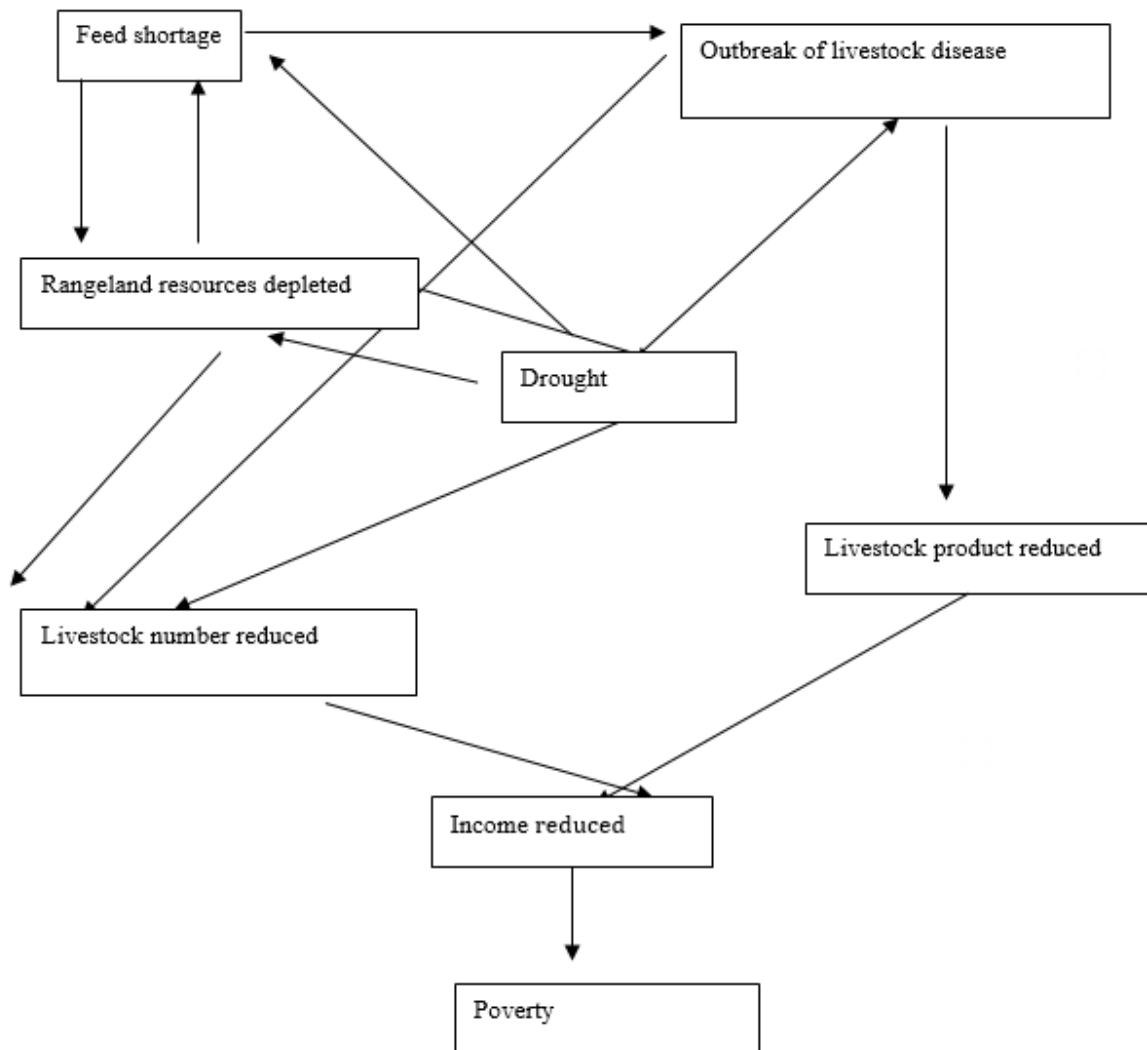 Feed shortage
Outbreak of livestock disease
Rangeland resources depleted
Drought
Livestock product reduced
Livestock number reduced
Income reduced
Poverty